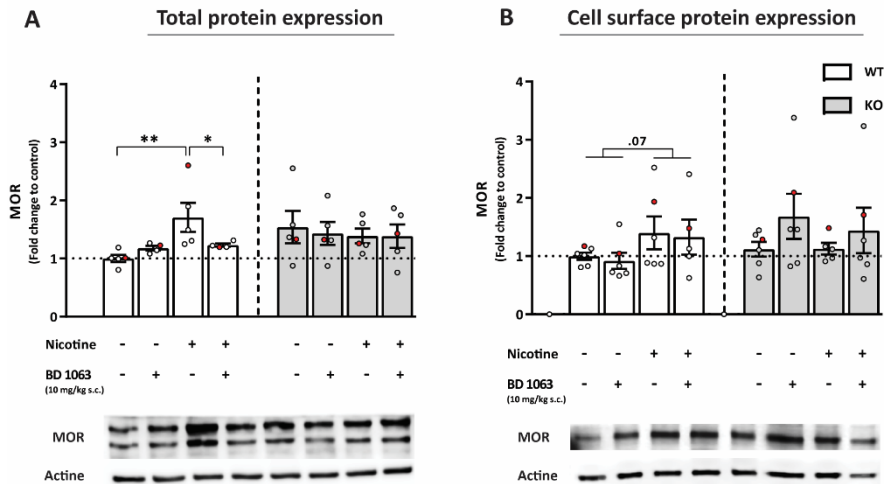 A Total protein expression
4
3
2
1
0
MOR
(Fold change to control)
** *
Nicotine - - + + - - + +
BD 1063 - + - + - + - +
(10 mg/kg s.c.)
MOR
Actine
B Cell surface protein expression
WT
KO
4
3
2
1
0
MOR
(Fold change to control)
.07
Nicotine - - + + - - + +
BD 1063 - + - + - + - +
(10 mg/kg s.c.)
MOR
Actine